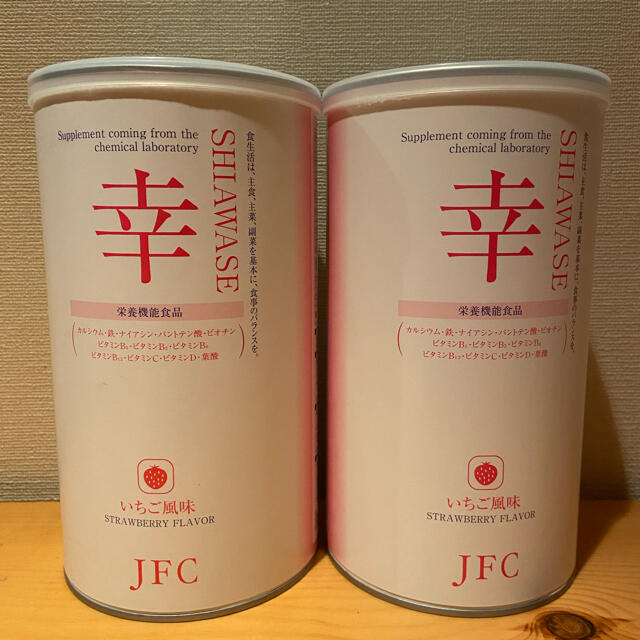 Supplement coming from the
chemical laboratory
幸
SHIAWASE
食生活は、主食、主菜、副菜を基本に、食事のバランスを。
栄養機能食品
カルシウム・鉄・ナイアシン・パントテン酸・ビオチン
ビタミンB₁・ビタミンB₂・ビタミンB₆
ビタミンB₁₂・ビタミンC・ビタミンD・葉酸
いちご風味
STRAWBERRY FLAVOR
JFC
Supplement coming from the
chemical laboratory
幸
SHIAWASE
食生活は、主食、主菜、副菜を基本に、食事のバランスを。
栄養機能食品
カルシウム・鉄・ナイアシン・パントテン酸・ビオチン
ビタミンB₁・ビタミンB₂・ビタミンB₆
ビタミンB₁₂・ビタミンC・ビタミンD・葉酸
いちご風味
STRAWBERRY FLAVOR
JFC